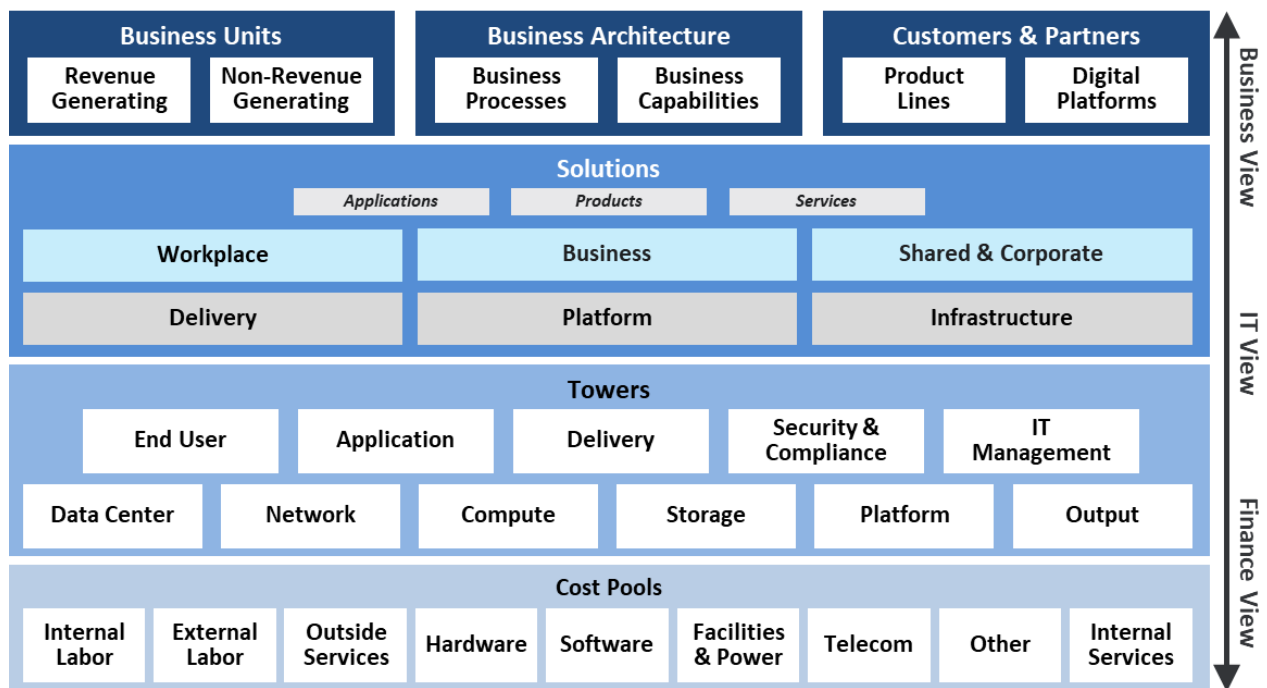 Business Units
Business Architecture
Customers & Partners
Revenue
Generating
Non-Revenue
Generating
Business
Processes
Business
Capabilities
Product
Lines
Digital
Platforms
Solutions
Applications
Products
Services
Workplace
Business
Shared & Corporate
Delivery
Platform
Infrastructure
Towers
End User
Application
Delivery
Security &
Compliance
IT
Management
Data Center
Network
Compute
Storage
Platform
Output
Cost Pools
Internal
Labor
External
Labor
Outside
Services
Hardware
Software
Facilities
& Power
Telecom
Other
Internal
Services
Business View
IT View
Finance View